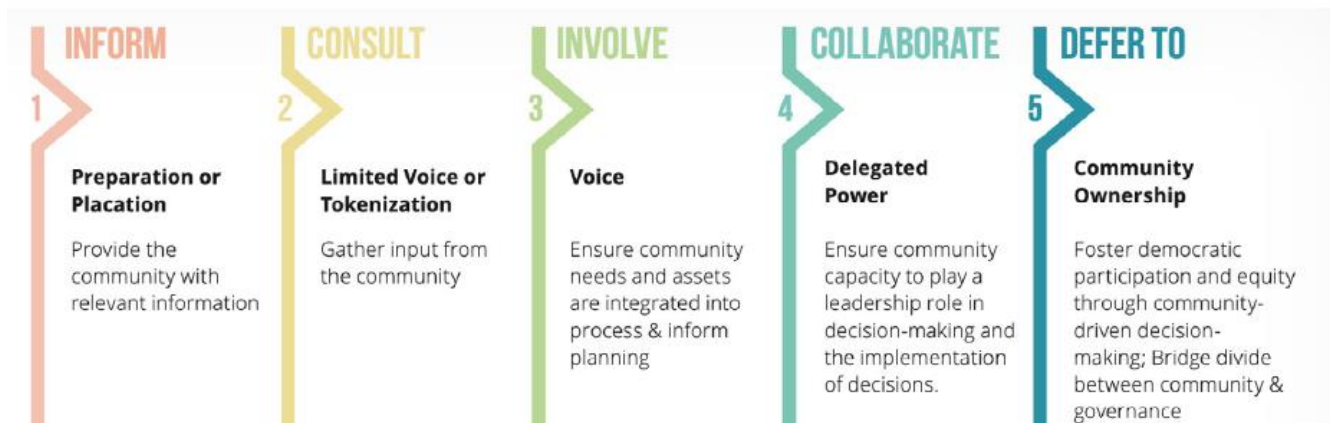 INFORM
1
Preparation or
Placation
Provide the
community with
relevant information
CONSULT
2
Limited Voice or
Tokenization
Gather input from
the community
INVOLVE
3
Voice
Ensure community
needs and assets
are integrated into
process & inform
planning
COLLABORATE
4
Delegated
Power
Ensure community
capacity to play a
leadership role in
decision-making and
the implementation
of decisions.
DEFER TO
5
Community
Ownership
Foster democratic
participation and equity
through community-
driven decision-
making; Bridge divide
between community &
governance